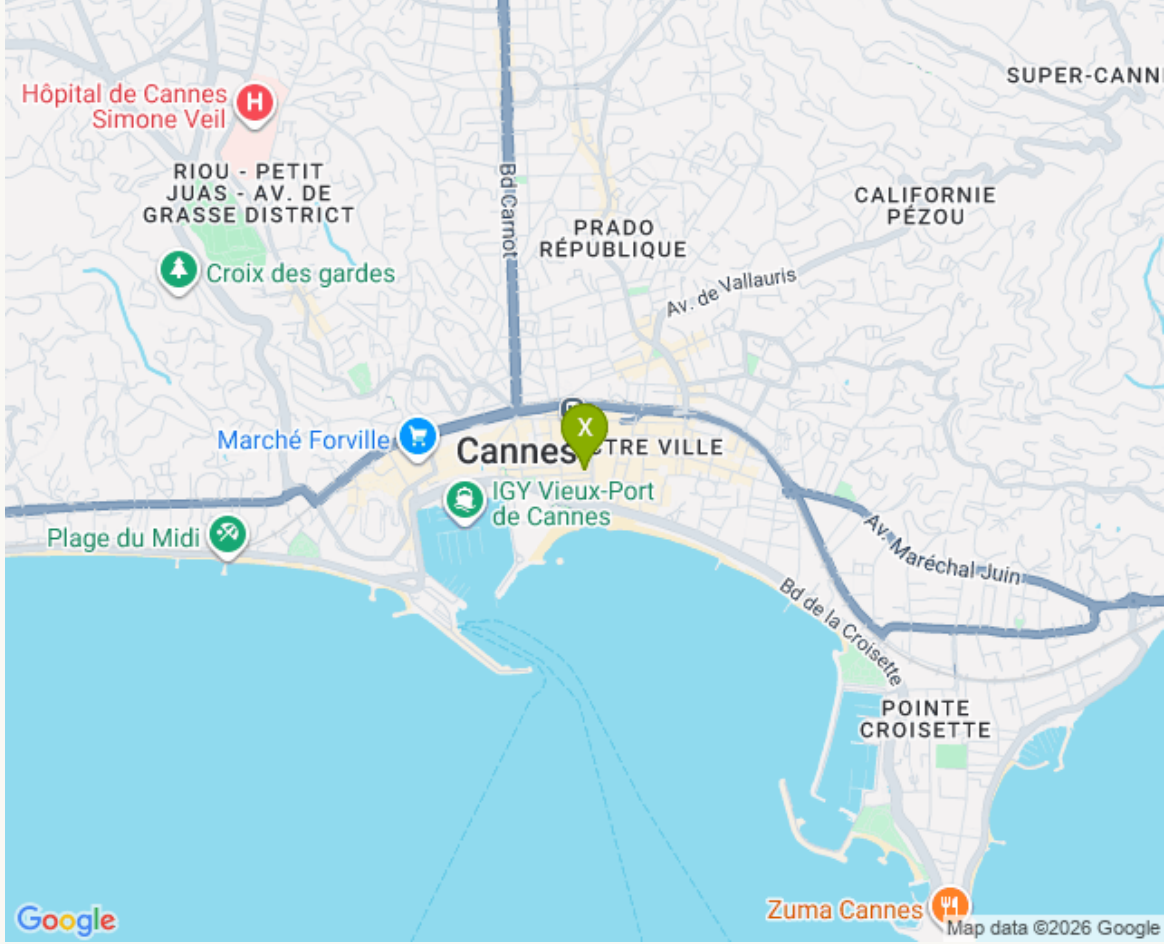 SUPER-CANN
Hôpital de Cannes
Simone Veil
H
RIOU - PETIT
JUAS - AV. DE
GRASSE DISTRICT
Bd Carnot
CALIFORNIE
PÉZOU
PRADO
RÉPUBLIQUE
Croix des gardes
Av. de Vallauris
X
Marché Forville
Cannes
TRE VILLE
IGY Vieux-Port
de Cannes
Plage du Midi
Av. Maréchal Juin
Bd de la Croisette
POINTE
CROISETTE
Zuma Cannes
Google
Map data ©2026 Google